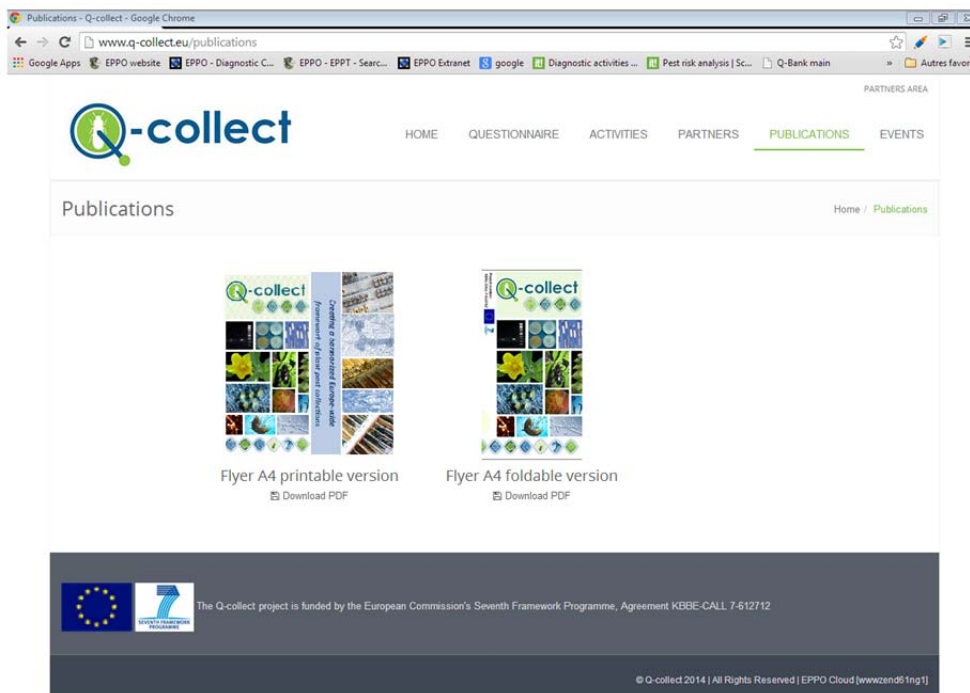 Publications - Q-collect - Google Chrome
www.q-collect.eu/publications
Google Apps EPPO website EPPO - Diagnostic C... EPPO - EPPT - Searc... EPPO Extranet google Diagnostic activities ... Pest risk analysis | Sc... Q-Bank main » Autres favor
PARTNERS AREA
Q-collect
HOME QUESTIONNAIRE ACTIVITIES PARTNERS PUBLICATIONS EVENTS
Publications
Home / Publications
Q-collect
Creating a harmonized Europe-wide
framework of plant pest collections
Q-collect
Flyer A4 printable version
Download PDF
Flyer A4 foldable version
Download PDF
SEVENTH FRAMEWORK
PROGRAMME
The Q-collect project is funded by the European Commission's Seventh Framework Programme, Agreement KBBE-CALL 7-612712
© Q-collect 2014 | All Rights Reserved | EPPO Cloud [wwwzend61ng1]